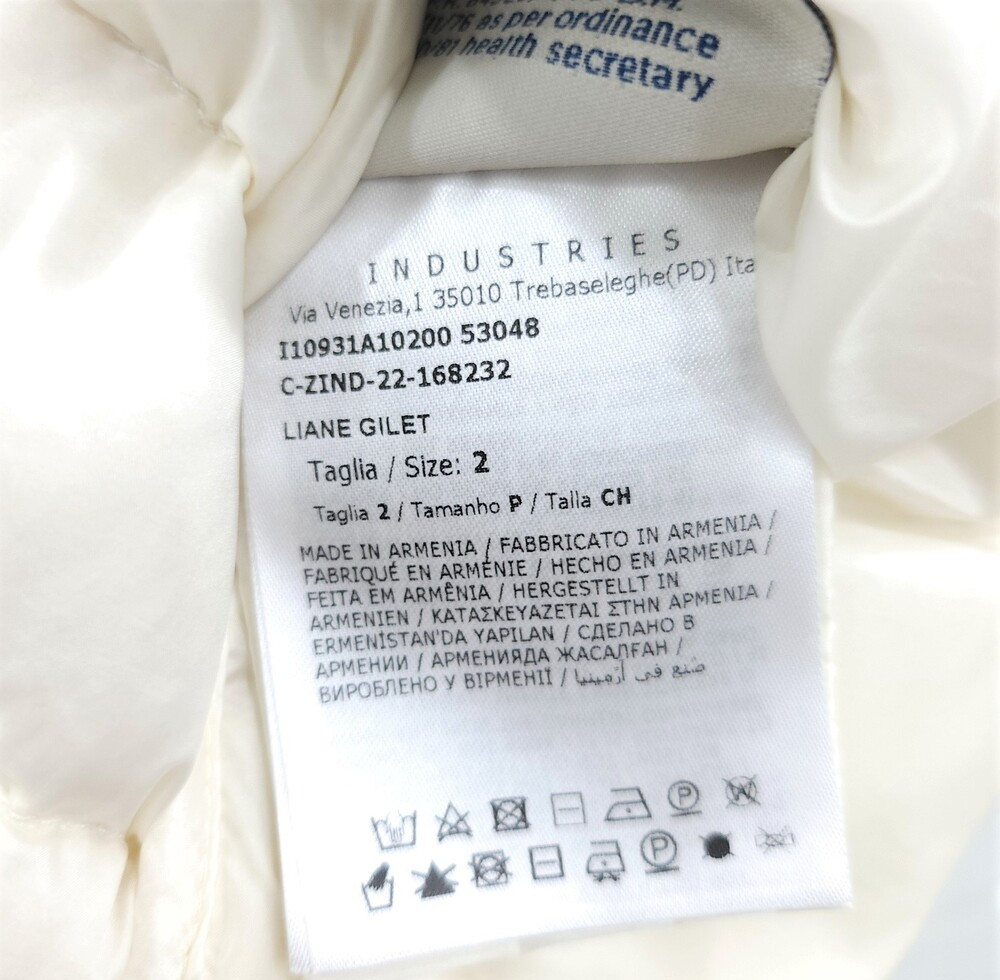 as per ordinance
health secretary
INDUSTRIES
Via Venezia,1 35010 Trebaseleghe(PD) Ita
I10931A10200 53048
C-ZIND-22-168232
LIANE GILET
Taglia / Size: 2
Taglia 2 / Tamanho P / Talla CH
MADE IN ARMENIA / FABBRICATO IN ARMENIA /
FABRIQUÉ EN ARMÉNIE / HECHO EN ARMENIA /
FEITA EM ARMÊNIA / HERGESTELLT IN
ARMENIEN / ΚΑΤΑΣΚΕΥΑΖΕΤΑΙ ΣΤΗΝ ΑΡΜΕΝΙΑ /
ERMENİSTAN'DA YAPILAN / СДЕЛАНО В
АРМЕНИИ / АРМЕНИЯДА ЖАСАЛҒАН /
ВИРОБЛЕНО У ВІРМЕНІЇ / صنع في أرمينيا
P W
P